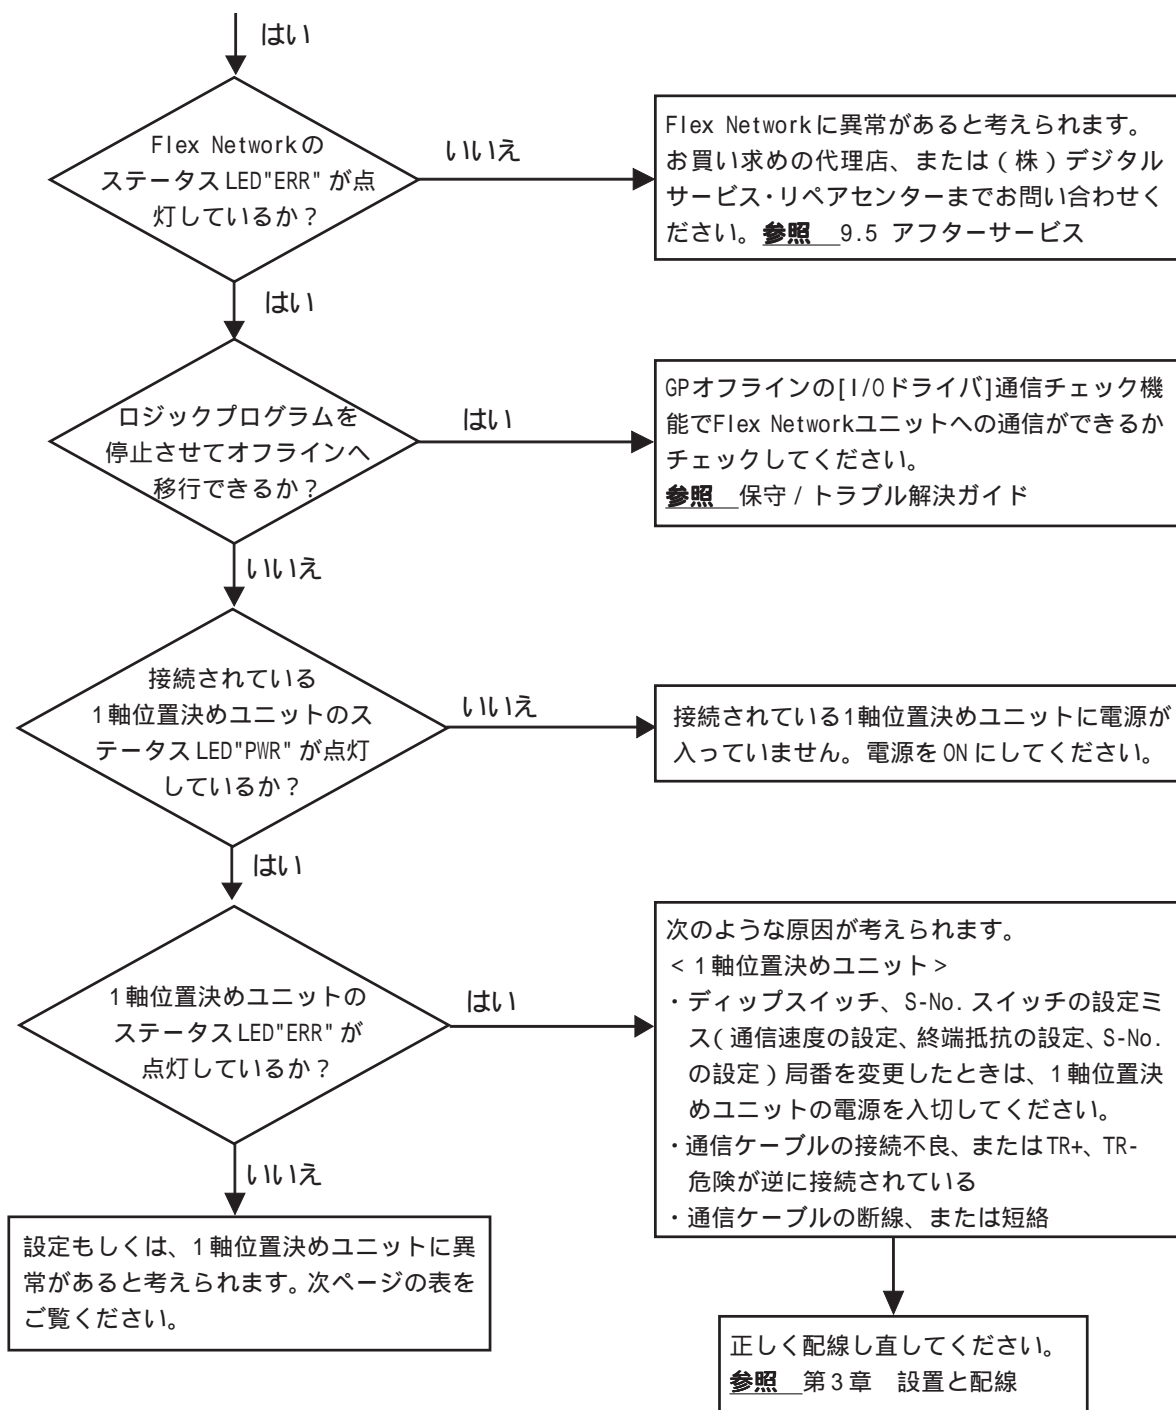 はい
Flex Networkの
ステータスLED"ERR"が点
灯しているか？
いいえ
Flex Networkに異常があると考えられます。
お買い求めの代理店、または（株）デジタル
サービス・リペアセンターまでお問い合わせく
ださい。参照 9.5 アフターサービス
はい
ロジックプログラムを
停止させてオフラインへ
移行できるか？
はい
GPオフラインの[I/Oドライバ]通信チェック機
能でFlex Networkユニットへの通信ができるか
チェックしてください。
参照 保守/トラブル解決ガイド
いいえ
接続されている
1軸位置決めユニットのス
テータスLED"PWR"が点灯
しているか？
いいえ
接続されている1軸位置決めユニットに電源が
入っていません。電源をONにしてください。
はい
1軸位置決めユニットの
ステータスLED"ERR"が
点灯しているか？
はい
次のような原因が考えられます。
<1軸位置決めユニット>
・ディップスイッチ、S-No.スイッチの設定ミ
ス(通信速度の設定、終端抵抗の設定、S-No.
の設定)局番を変更したときは、1軸位置決
めユニットの電源を入切してください。
・通信ケーブルの接続不良、またはTR+、TR-
危険が逆に接続されている
・通信ケーブルの断線、または短絡
いいえ
設定もしくは、1軸位置決めユニットに異
常があると考えられます。次ページの表を
ご覧ください。
正しく配線し直してください。
参照 第3章 設置と配線